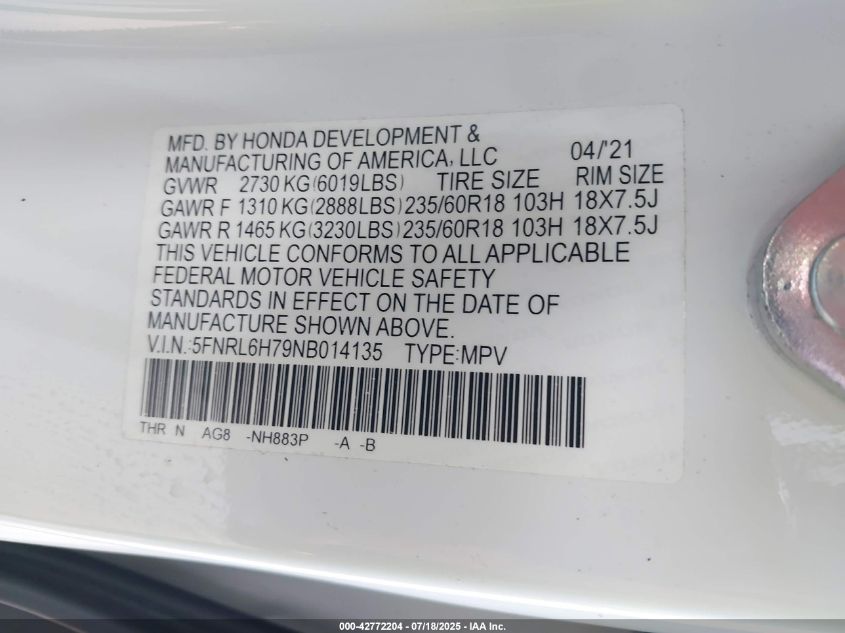 MFD. BY HONDA DEVELOPMENT &
MANUFACTURING OF AMERICA, LLC 04/'21
GVWR 2730 KG(6019LBS) TIRE SIZE RIM SIZE
GAWR F 1310 KG(2888LBS)235/60R18 103H 18X7.5J
GAWR R 1465 KG(3230LBS)235/60R18 103H 18X7.5J
THIS VEHICLE CONFORMS TO ALL APPLICABLE
FEDERAL MOTOR VEHICLE SAFETY
STANDARDS IN EFFECT ON THE DATE OF
MANUFACTURE SHOWN ABOVE.
V.I.N.:5FNRL6H79NB014135 TYPE:MPV
THR N AG8 -NH883P -A -B
000-42772204 - 07/18/2025 - IAA Inc.